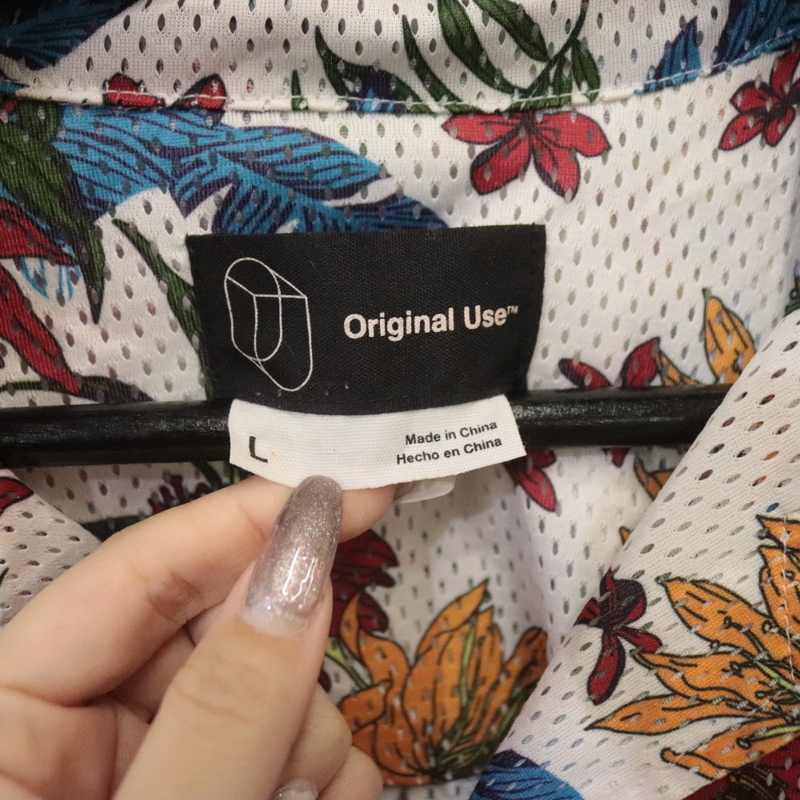 Original Use™
L
Made in China
Hecho en China